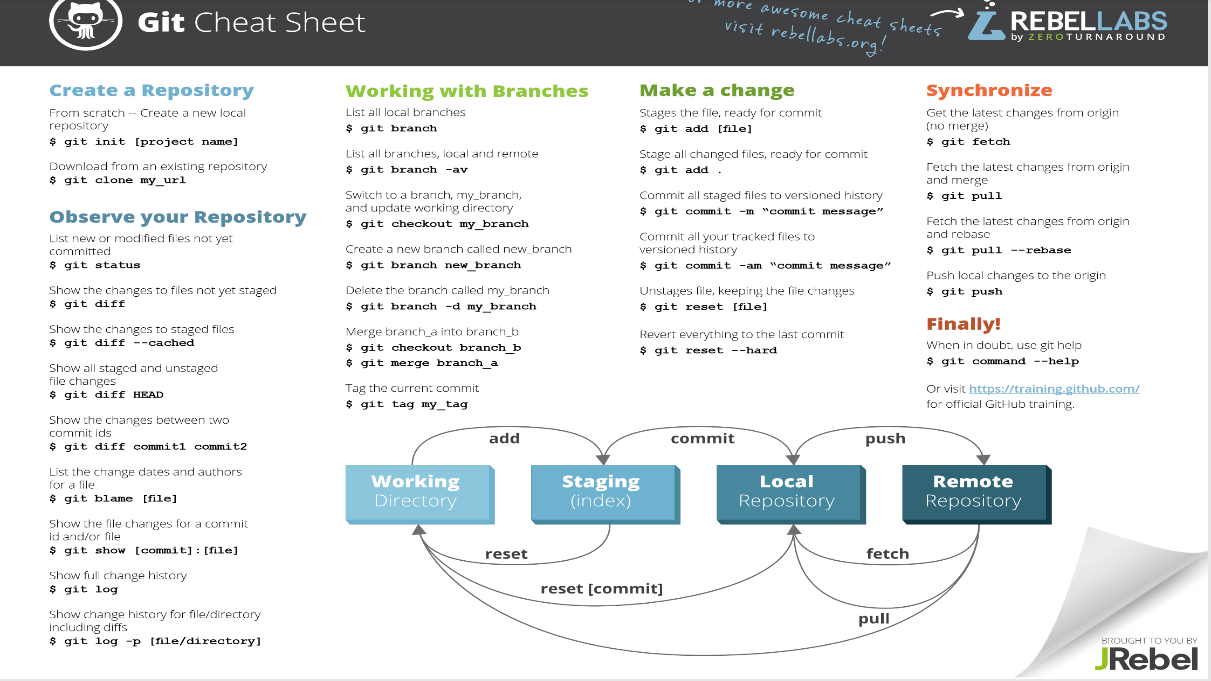 Git Cheat Sheet
more awesome cheat sheets
visit rebellabs.org!
REBELLABS
by ZEROTURNAROUND
Create a Repository
From scratch -- Create a new local
repository
$ git init [project name]
Download from an existing repository
$ git clone my_url
Observe your Repository
List new or modified files not yet
committed
$ git status
Show the changes to files not yet staged
$ git diff
Show the changes to staged files
$ git diff --cached
Show all staged and unstaged
file changes
$ git diff HEAD
Show the changes between two
commit ids
$ git diff commit1 commit2
List the change dates and authors
for a file
$ git blame [file]
Show the file changes for a commit
id and/or file
$ git show [commit]:[file]
Show full change history
$ git log
Show change history for file/directory
including diffs
$ git log -p [file/directory]
Working with Branches
List all local branches
$ git branch
List all branches, local and remote
$ git branch -av
Switch to a branch, my_branch,
and update working directory
$ git checkout my_branch
Create a new branch called new_branch
$ git branch new_branch
Delete the branch called my_branch
$ git branch -d my_branch
Merge branch_a into branch_b
$ git checkout branch_b
$ git merge branch_a
Tag the current commit
$ git tag my_tag
Make a change
Stages the file, ready for commit
$ git add [file]
Stage all changed files, ready for commit
$ git add .
Commit all staged files to versioned history
$ git commit -m “commit message”
Commit all your tracked files to
versioned history
$ git commit -am “commit message”
Unstages file, keeping the file changes
$ git reset [file]
Revert everything to the last commit
$ git reset --hard
Synchronize
Get the latest changes from origin
(no merge)
$ git fetch
Fetch the latest changes from origin
and merge
$ git pull
Fetch the latest changes from origin
and rebase
$ git pull --rebase
Push local changes to the origin
$ git push
Finally!
When in doubt, use git help
$ git command --help
Or visit https://training.github.com/
for official GitHub training.
add
commit
push
Working
Directory
Staging
(index)
Local
Repository
Remote
Repository
reset
fetch
reset [commit]
pull
BROUGHT TO YOU BY
JRebel